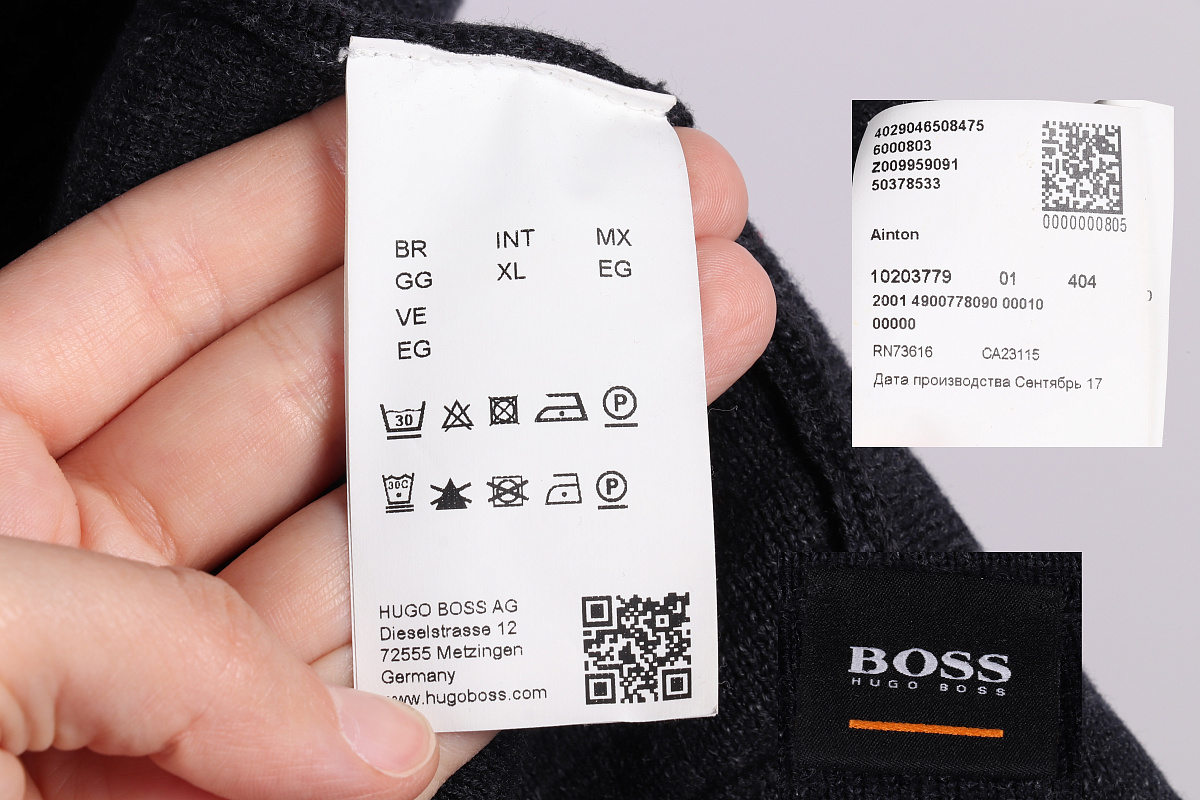 BR INT MX
GG XL EG
VE
EG
30 P
30C P
HUGO BOSS AG
Dieselstrasse 12
72555 Metzingen
Germany
www.hugoboss.com
4029046508475
6000803
Z009959091
50378533
0000000805
Ainton
10203779 01 404
2001 4900778090 00010
00000
RN73616 CA23115
Дата производства Сентябрь 17
BOSS
HUGO BOSS